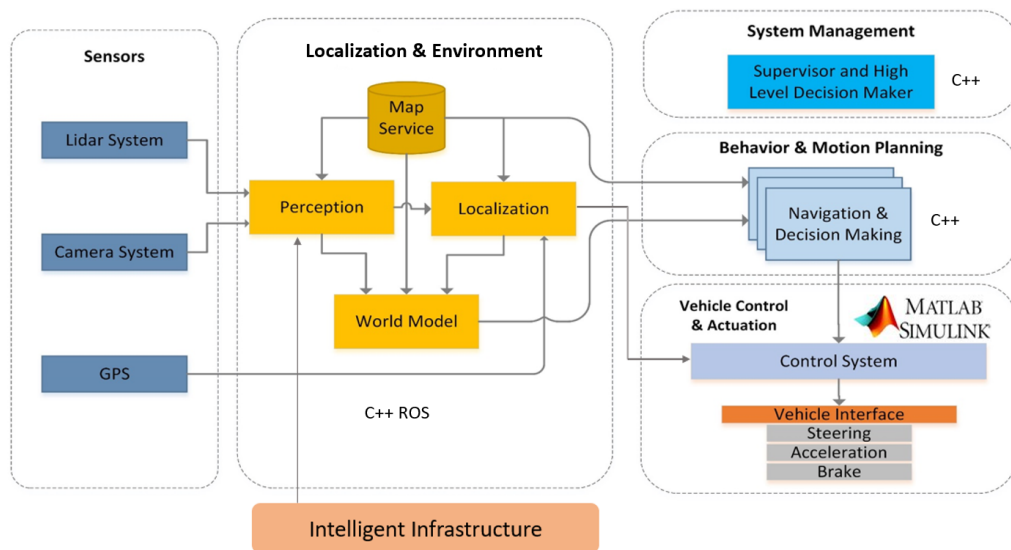 Sensors
Lidar System
Camera System
GPS
Localization & Environment
Map
Service
Perception
Localization
World Model
C++ ROS
Intelligent Infrastructure
System Management
Supervisor and High
Level Decision Maker
C++
Behavior & Motion Planning
Navigation &
Decision Making
C++
Vehicle Control
& Actuation
MATLAB
SIMULINK®
Control System
Vehicle Interface
Steering
Acceleration
Brake